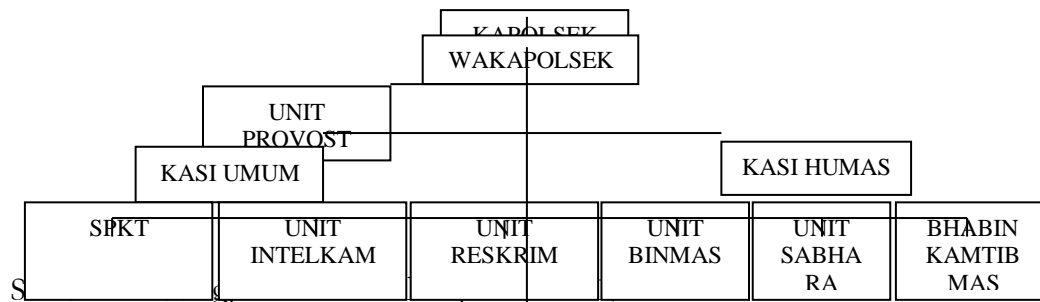 KAPOLSEK
WAKAPOLSEK
UNIT
PROVOST
KASI UMUM
KASI HUMAS
SPKT
UNIT
INTELKAM
UNIT
RESKRIM
UNIT
BINMAS
UNIT
SABHA
RA
BHABIN
KAMTIB
MAS
S